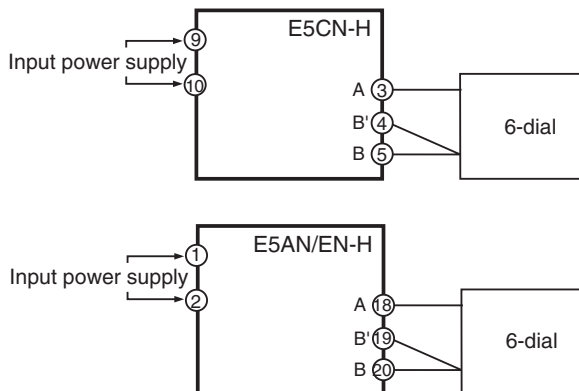 E5CN-H
9
Input power supply
10
A 3
B' 4
B 5
6-dial
E5AN/EN-H
1
Input power supply
2
A 18
B' 19
B 20
6-dial